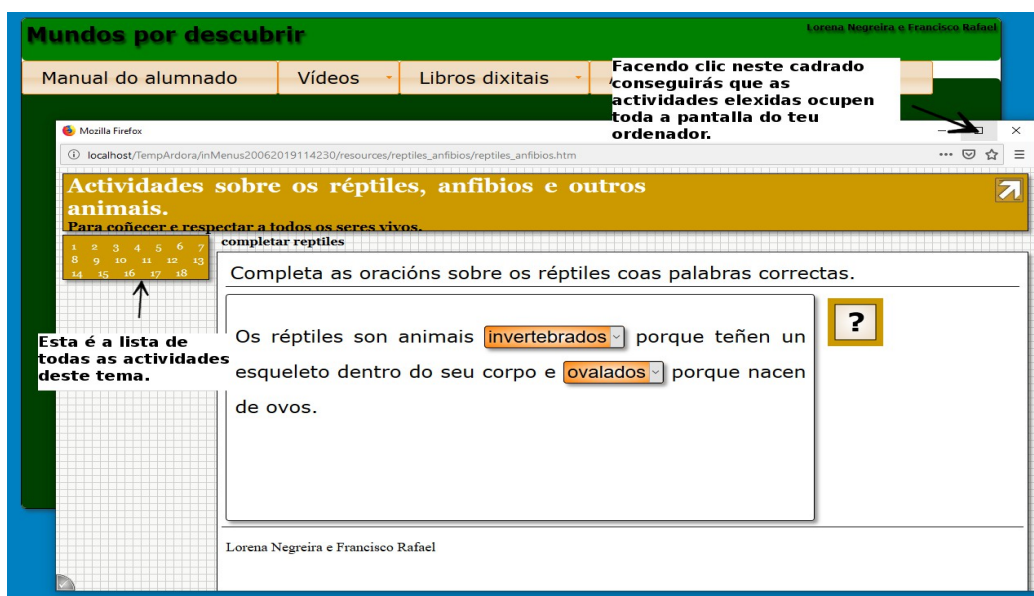 Mundos por descubrir
Lorena Negreira e Francisco Rafael
Manual do alumnado
Vídeos
Libros dixitais
Facendo clic neste cadrado
conseguirás que as
actividades elexidas ocupen
toda a pantalla do teu
ordenador.
Mozilla Firefox
localhost/TempArdora/inMenus20062019114230/resources/reptiles_anfibios/reptiles_anfibios.htm
Actividades sobre os réptiles, anfibios e outros
animais.
Para coñecer e respectar a todos os seres vivos.
1 2 3 4 5 6 7
8 9 10 11 12 13
14 15 16 17 18
completar reptiles
Completa as oracións sobre os réptiles coas palabras correctas.
?
Esta é a lista de
todas as actividades
deste tema.
Os réptiles son animais invertebrados porque teñen un
esqueleto dentro do seu corpo e ovalados porque nacen
de ovos.
Lorena Negreira e Francisco Rafael